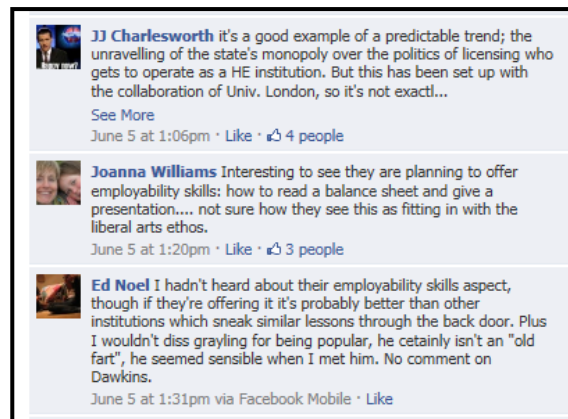 JJ Charlesworth it's a good example of a predictable trend; the
unravelling of the state's monopoly over the politics of licensing who
gets to operate as a HE institution. But this has been set up with
the collaboration of Univ. London, so it's not exactl...
See More
June 5 at 1:06pm · Like · 4 people
Joanna Williams Interesting to see they are planning to offer
employability skills: how to read a balance sheet and give a
presentation.... not sure how they see this as fitting in with the
liberal arts ethos.
June 5 at 1:20pm · Like · 3 people
Ed Noel I hadn't heard about their employability skills aspect,
though if they're offering it it's probably better than other
institutions which sneak similar lessons through the back door. Plus
I wouldn't diss grayling for being popular, he cetainly isn't an "old
fart", he seemed sensible when I met him. No comment on
Dawkins.
June 5 at 1:31pm via Facebook Mobile · Like